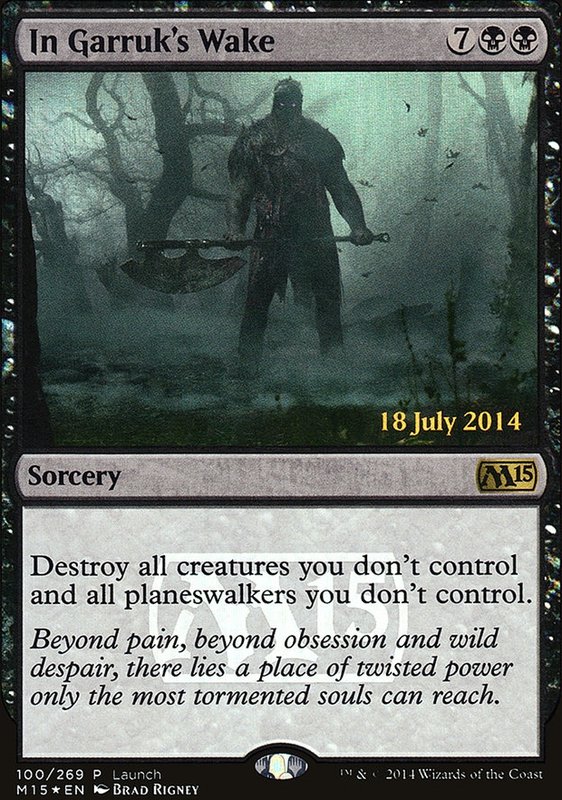 In Garruk's Wake 7
18 July 2014
Sorcery M15
Destroy all creatures you don't control
and all planeswalkers you don't control.
M15
Beyond pain, beyond obsession and wild
despair, there lies a place of twisted power
only the most tormented souls can reach.
100/269 P Launch
M15★EN Brad Rigney
™ & © 2014 Wizards of the Coast